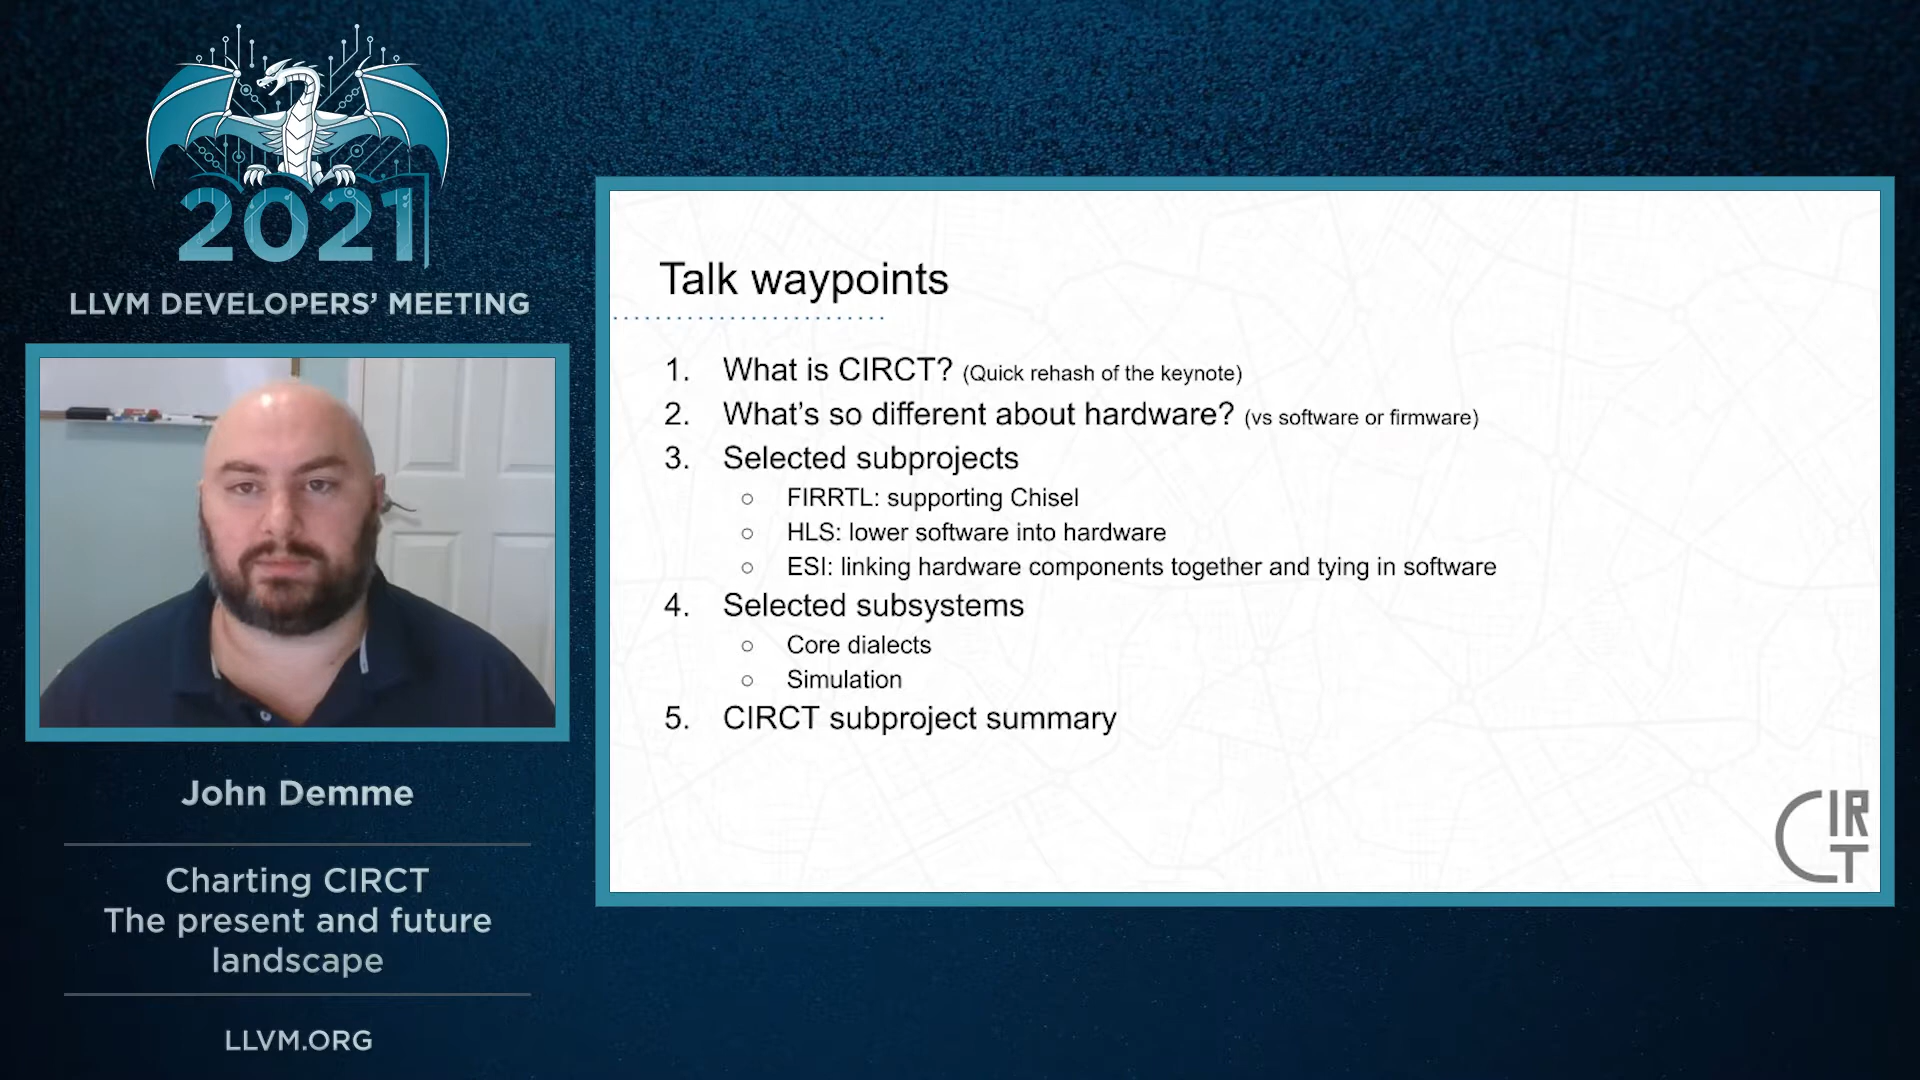 2021
LLVM DEVELOPERS’ MEETING
John Demme
Charting CIRCT
The present and future
landscape
LLVM.ORG
Talk waypoints
1. What is CIRCT? (Quick rehash of the keynote)
2. What’s so different about hardware? (vs software or firmware)
3. Selected subprojects
○ FIRRTL: supporting Chisel
○ HLS: lower software into hardware
○ ESI: linking hardware components together and tying in software
4. Selected subsystems
○ Core dialects
○ Simulation
5. CIRCT subproject summary
CIRCT